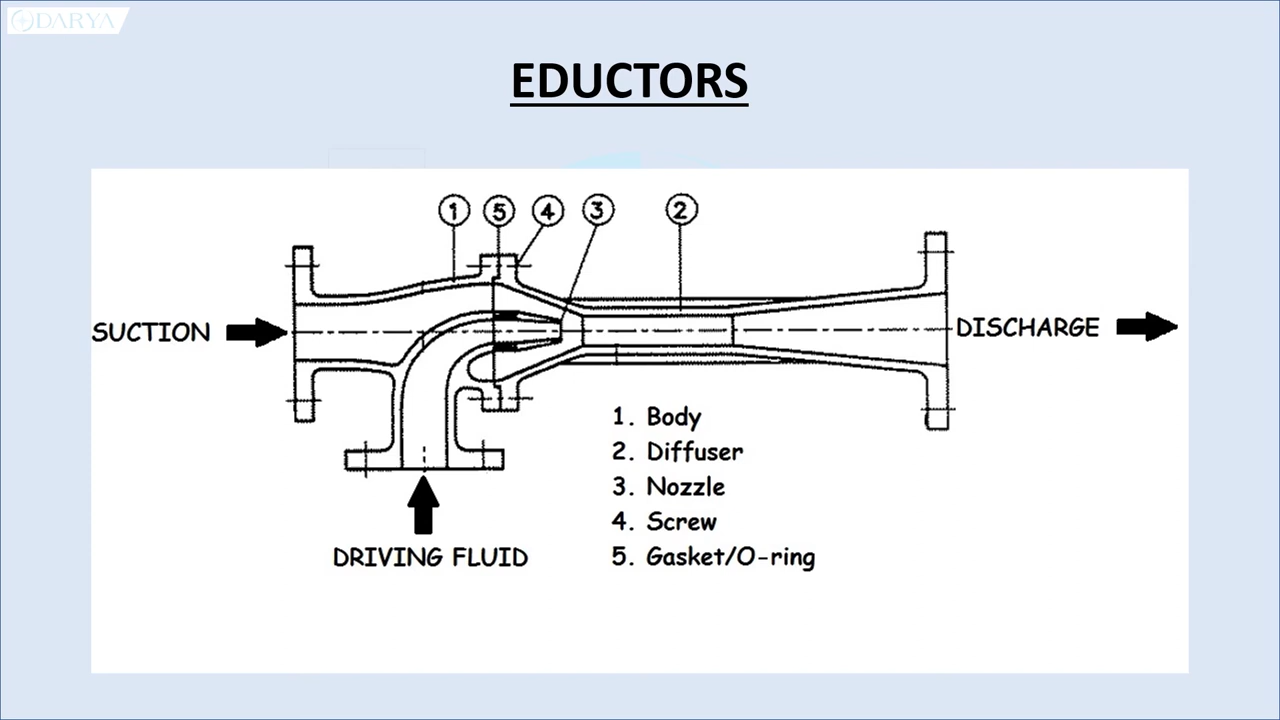 DARYA
EDUCTORS
1 5 4 3 2
SUCTION
DISCHARGE
1. Body
2. Diffuser
3. Nozzle
4. Screw
5. Gasket/O-ring
DRIVING FLUID